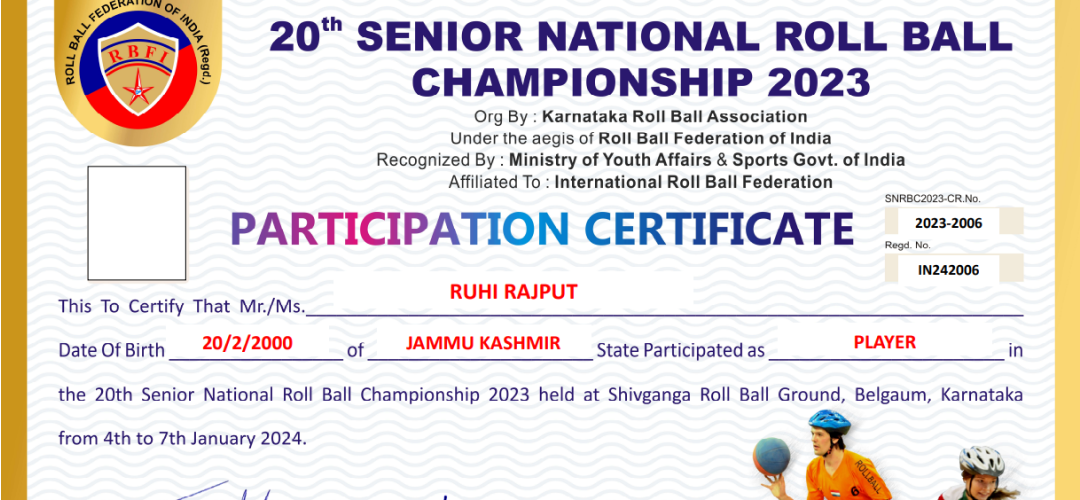 ROLL BALL FEDERATION OF INDIA (Regd.)
RBFI
20th SENIOR NATIONAL ROLL BALL
CHAMPIONSHIP 2023
Org By : Karnataka Roll Ball Association
Under the aegis of Roll Ball Federation of India
Recognized By : Ministry of Youth Affairs & Sports Govt. of India
Affiliated To : International Roll Ball Federation
SNRBC2023-CR.No.
2023-2006
PARTICIPATION CERTIFICATE
Regd. No.
IN242006
This To Certify That Mr./Ms. RUHI RAJPUT
Date Of Birth 20/2/2000 of JAMMU KASHMIR State Participated as PLAYER in
the 20th Senior National Roll Ball Championship 2023 held at Shivganga Roll Ball Ground, Belgaum, Karnataka
from 4th to 7th January 2024.
ROLLBALL
6